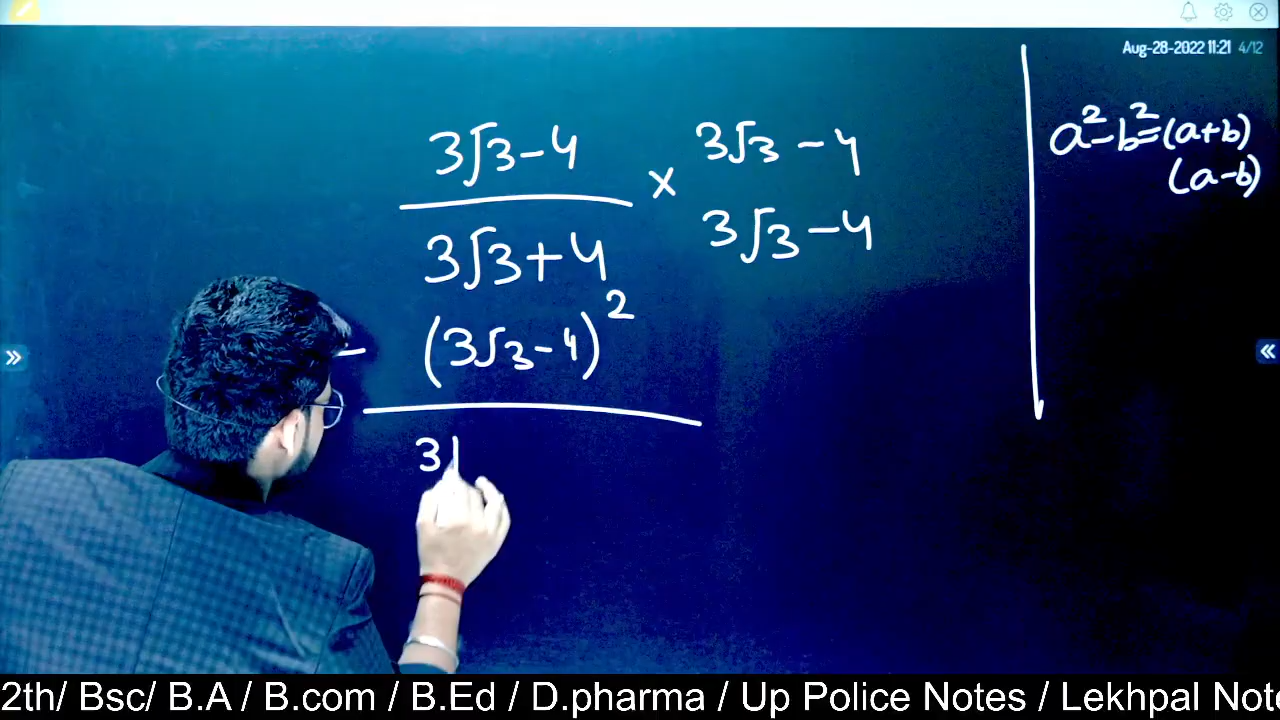 Aug-28-2022 11:21 4/12
3√3-4 × 3√3-4
3√3+4 3√3-4
(3√3-4)²
3
a²-b²=(a+b)
(a-b)
2th/ Bsc/ B.A / B.com / B.Ed / D.pharma / Up Police Notes / Lekhpal Not